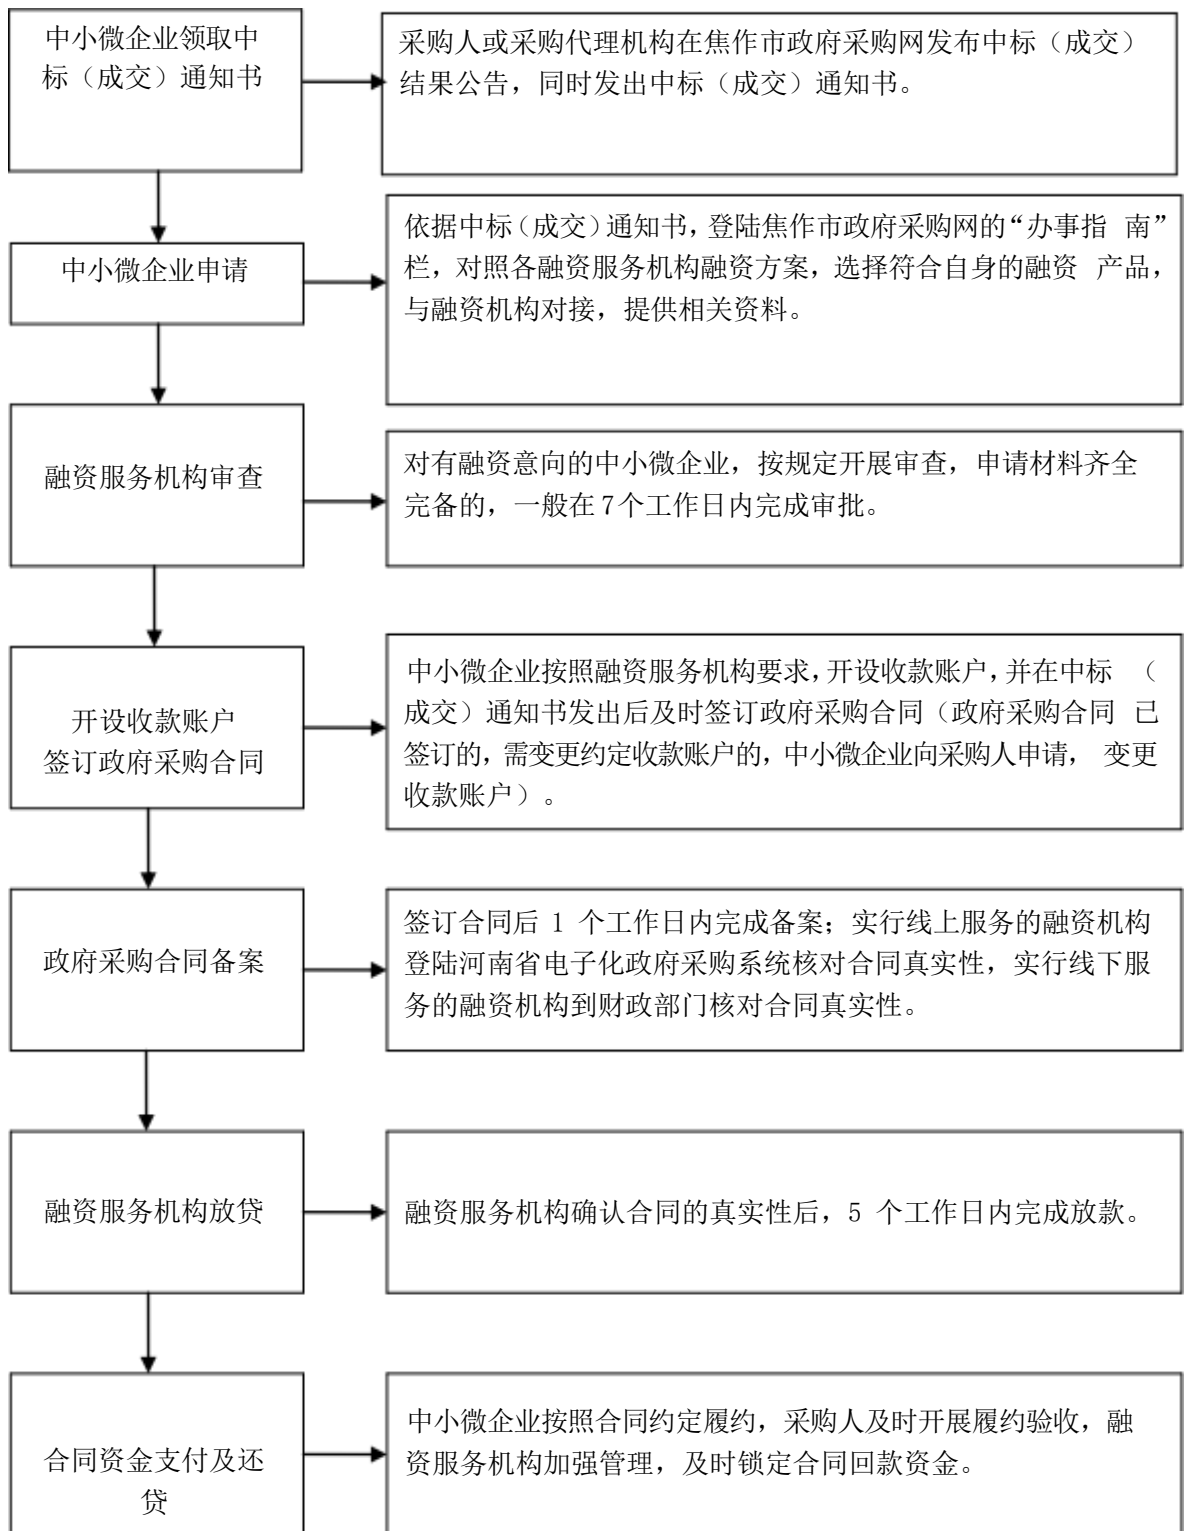 中小微企业领取中
标（成交）通知书
采购人或采购代理机构在焦作市政府采购网发布中标（成交）
结果公告，同时发出中标（成交）通知书。
中小微企业申请
依据中标（成交）通知书，登陆焦作市政府采购网的“办事指 南”
栏，对照各融资服务机构融资方案，选择符合自身的融资 产品，
与融资机构对接，提供相关资料。
融资服务机构审查
对有融资意向的中小微企业，按规定开展审查，申请材料齐全
完备的，一般在 7个工作日内完成审批。
开设收款账户
签订政府采购合同
中小微企业按照融资服务机构要求，开设收款账户，并在中标 （
成交）通知书发出后及时签订政府采购合同（政府采购合同 已
签订的，需变更约定收款账户的，中小微企业向采购人申请， 变更
收款账户）。
政府采购合同备案
签订合同后 1 个工作日内完成备案；实行线上服务的融资机构
登陆河南省电子化政府采购系统核对合同真实性，实行线下服
务的融资机构到财政部门核对合同真实性。
融资服务机构放贷
融资服务机构确认合同的真实性后，5 个工作日内完成放款。
合同资金支付及还
贷
中小微企业按照合同约定履约，采购人及时开展履约验收，融
资服务机构加强管理，及时锁定合同回款资金。